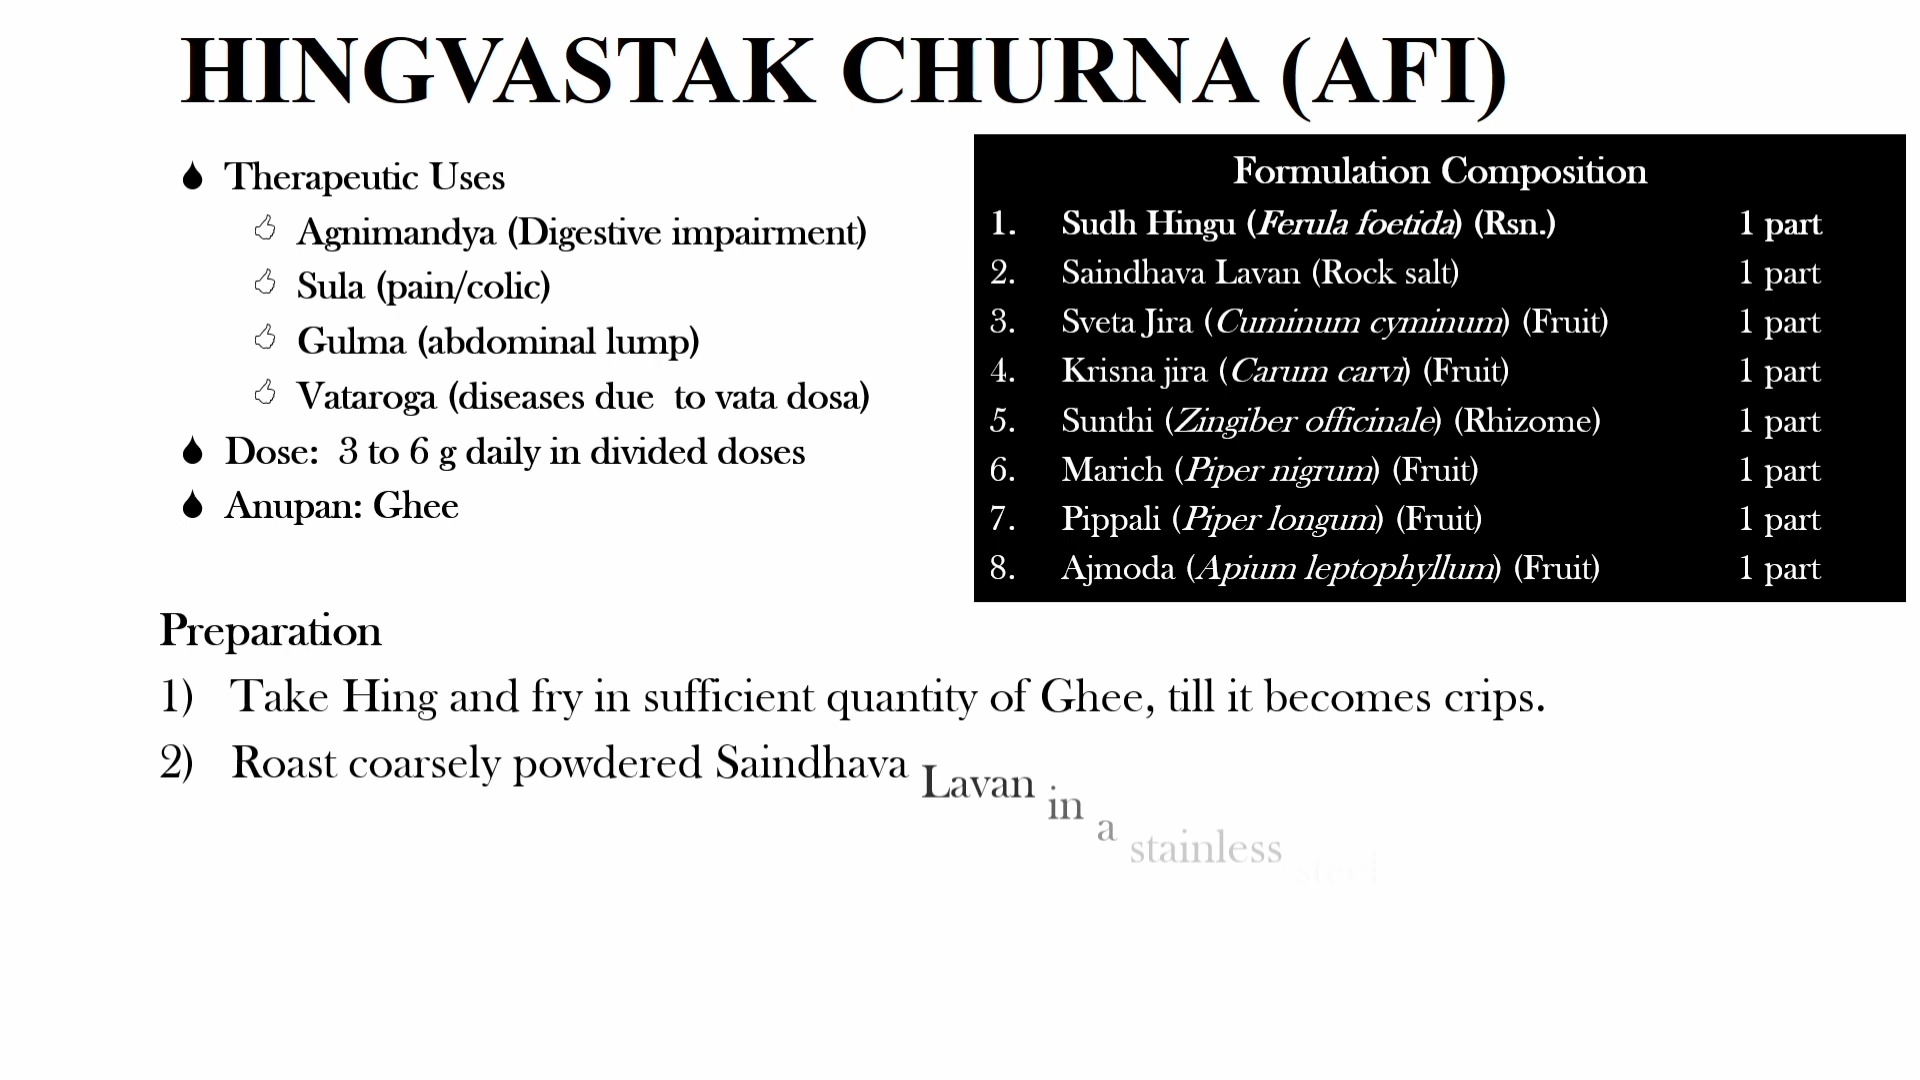 HINGVASTAK CHURNA (AFI)
Therapeutic Uses
Agnimandya (Digestive impairment)
Sula (pain/colic)
Gulma (abdominal lump)
Vataroga (diseases due to vata dosa)
Dose: 3 to 6 g daily in divided doses
Anupan: Ghee
Formulation Composition
1. Sudh Hingu (Ferula foetida) (Rsn.) 1 part
2. Saindhava Lavan (Rock salt) 1 part
3. Sveta Jira (Cuminum cyminum) (Fruit) 1 part
4. Krisna jira (Carum carvi) (Fruit) 1 part
5. Sunthi (Zingiber officinale) (Rhizome) 1 part
6. Marich (Piper nigrum) (Fruit) 1 part
7. Pippali (Piper longum) (Fruit) 1 part
8. Ajmoda (Apium leptophyllum) (Fruit) 1 part
Preparation
1) Take Hing and fry in sufficient quantity of Ghee, till it becomes crips.
2) Roast coarsely powdered Saindhava Lavan in a stainless steel